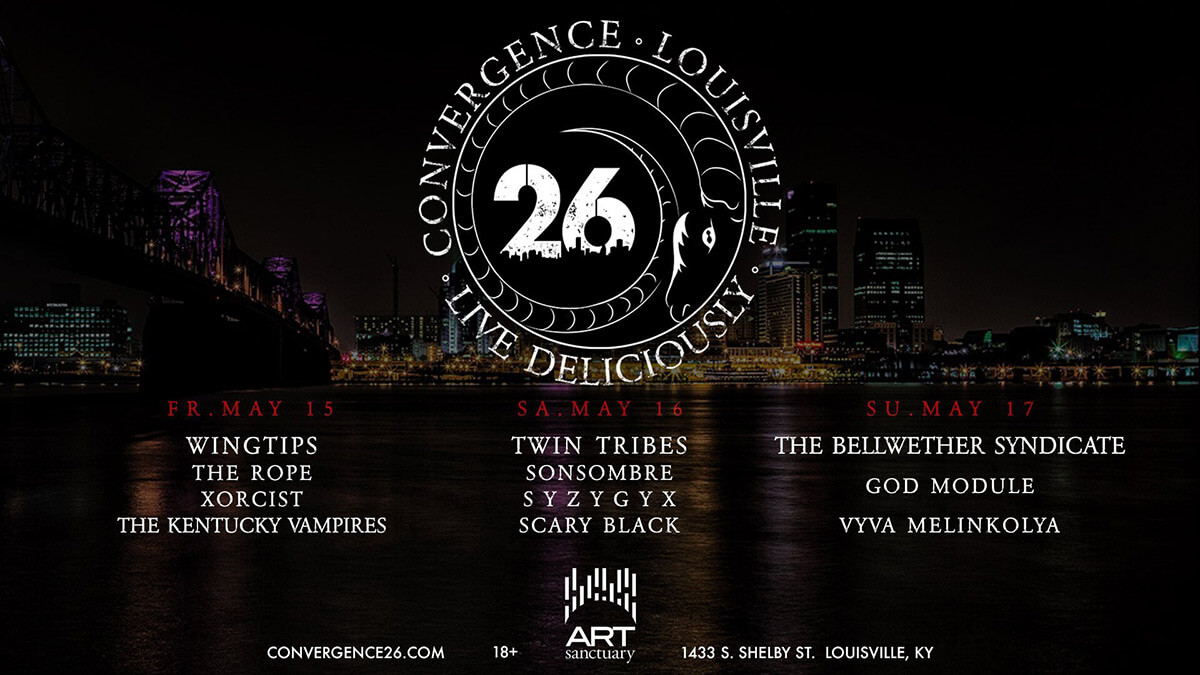 CONVERGENCE • LOUISVILLE
• LIVE DELICIOUSLY •
26
FR.MAY 15
WINGTIPS
THE ROPE
XORCIST
THE KENTUCKY VAMPIRES
SA.MAY 16
TWIN TRIBES
SONSOMBRE
SYZYGYX
SCARY BLACK
SU.MAY 17
THE BELLWETHER SYNDICATE
GOD MODULE
VYVA MELINKOLYA
ART
sanctuary
CONVERGENCE26.COM
18+
1433 S. SHELBY ST. LOUISVILLE, KY